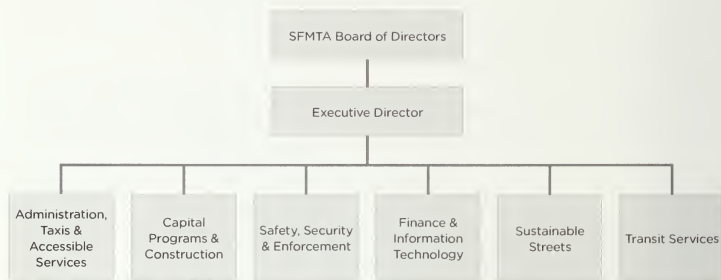 SFMTA Board of Directors
Executive Director
Administration,
Taxis &
Accessible
Services
Capital
Programs &
Construction
Safety, Security
& Enforcement
Finance &
Information
Technology
Sustainable
Streets
Transit Services